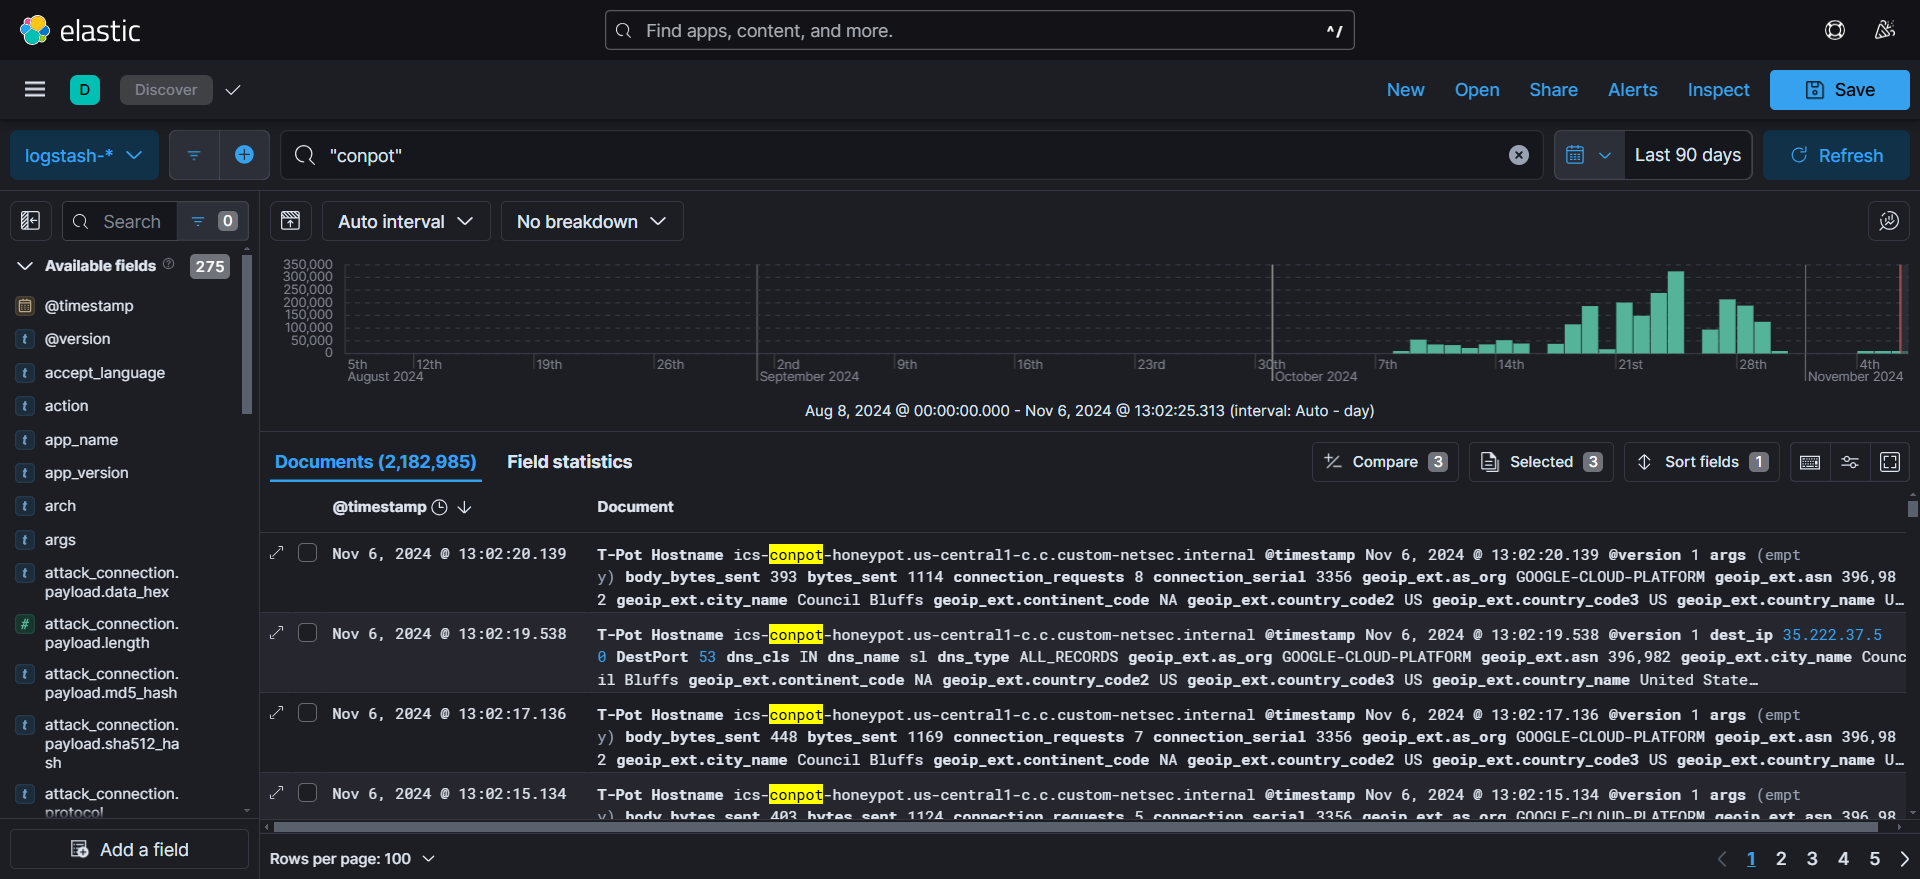 elastic
Find apps, content, and more.
^/
D
Discover
New
Open
Share
Alerts
Inspect
Save
logstash-*
"conpot"
Last 90 days
Refresh
Search
0
Auto interval
No breakdown
Available fields
275
@timestamp
@version
accept_language
action
app_name
app_version
arch
args
attack_connection.
payload.data_hex
attack_connection.
payload.length
attack_connection.
payload.md5_hash
attack_connection.
payload.sha512_ha
sh
attack_connection.
protocol
Add a field
350,000
300,000
250,000
200,000
150,000
100,000
50,000
0
5th 12th 19th 26th 2nd 9th 16th 23rd 30th 7th 14th 21st 28th 4th
August 2024 September 2024 October 2024 November 2024
Aug 8, 2024 @ 00:00:00.000 - Nov 6, 2024 @ 13:02:25.313 (interval: Auto - day)
Documents (2,182,985)
Field statistics
Compare 3
Selected 3
Sort fields 1
@timestamp
Document
Nov 6, 2024 @ 13:02:20.139
T-Pot Hostname ics-conpot-honeypot.us-central1-c.c.custom-netsec.internal @timestamp Nov 6, 2024 @ 13:02:20.139 @version 1 args (empt
y) body_bytes_sent 393 bytes_sent 1114 connection_requests 8 connection_serial 3356 geoip_ext.as_org GOOGLE-CLOUD-PLATFORM geoip_ext.asn 396,98
2 geoip_ext.city_name Council Bluffs geoip_ext.continent_code NA geoip_ext.country_code2 US geoip_ext.country_code3 US geoip_ext.country_name U…
Nov 6, 2024 @ 13:02:19.538
T-Pot Hostname ics-conpot-honeypot.us-central1-c.c.custom-netsec.internal @timestamp Nov 6, 2024 @ 13:02:19.538 @version 1 dest_ip 35.222.37.5
0 DestPort 53 dns_cls IN dns_name sl dns_type ALL_RECORDS geoip_ext.as_org GOOGLE-CLOUD-PLATFORM geoip_ext.asn 396,982 geoip_ext.city_name Counc
il Bluffs geoip_ext.continent_code NA geoip_ext.country_code2 US geoip_ext.country_code3 US geoip_ext.country_name United State…
Nov 6, 2024 @ 13:02:17.136
T-Pot Hostname ics-conpot-honeypot.us-central1-c.c.custom-netsec.internal @timestamp Nov 6, 2024 @ 13:02:17.136 @version 1 args (empt
y) body_bytes_sent 448 bytes_sent 1169 connection_requests 7 connection_serial 3356 geoip_ext.as_org GOOGLE-CLOUD-PLATFORM geoip_ext.asn 396,98
2 geoip_ext.city_name Council Bluffs geoip_ext.continent_code NA geoip_ext.country_code2 US geoip_ext.country_code3 US geoip_ext.country_name U…
Nov 6, 2024 @ 13:02:15.134
T-Pot Hostname ics-conpot-honeypot.us-central1-c.c.custom-netsec.internal @timestamp Nov 6, 2024 @ 13:02:15.134 @version 1 args (empt
y) body_bytes_sent 403 bytes_sent 1124 connection_requests 5 connection_serial 3356 geoip_ext.as_org GOOGLE-CLOUD-PLATFORM geoip_ext.asn 396,98
Rows per page: 100
1 2 3 4 5